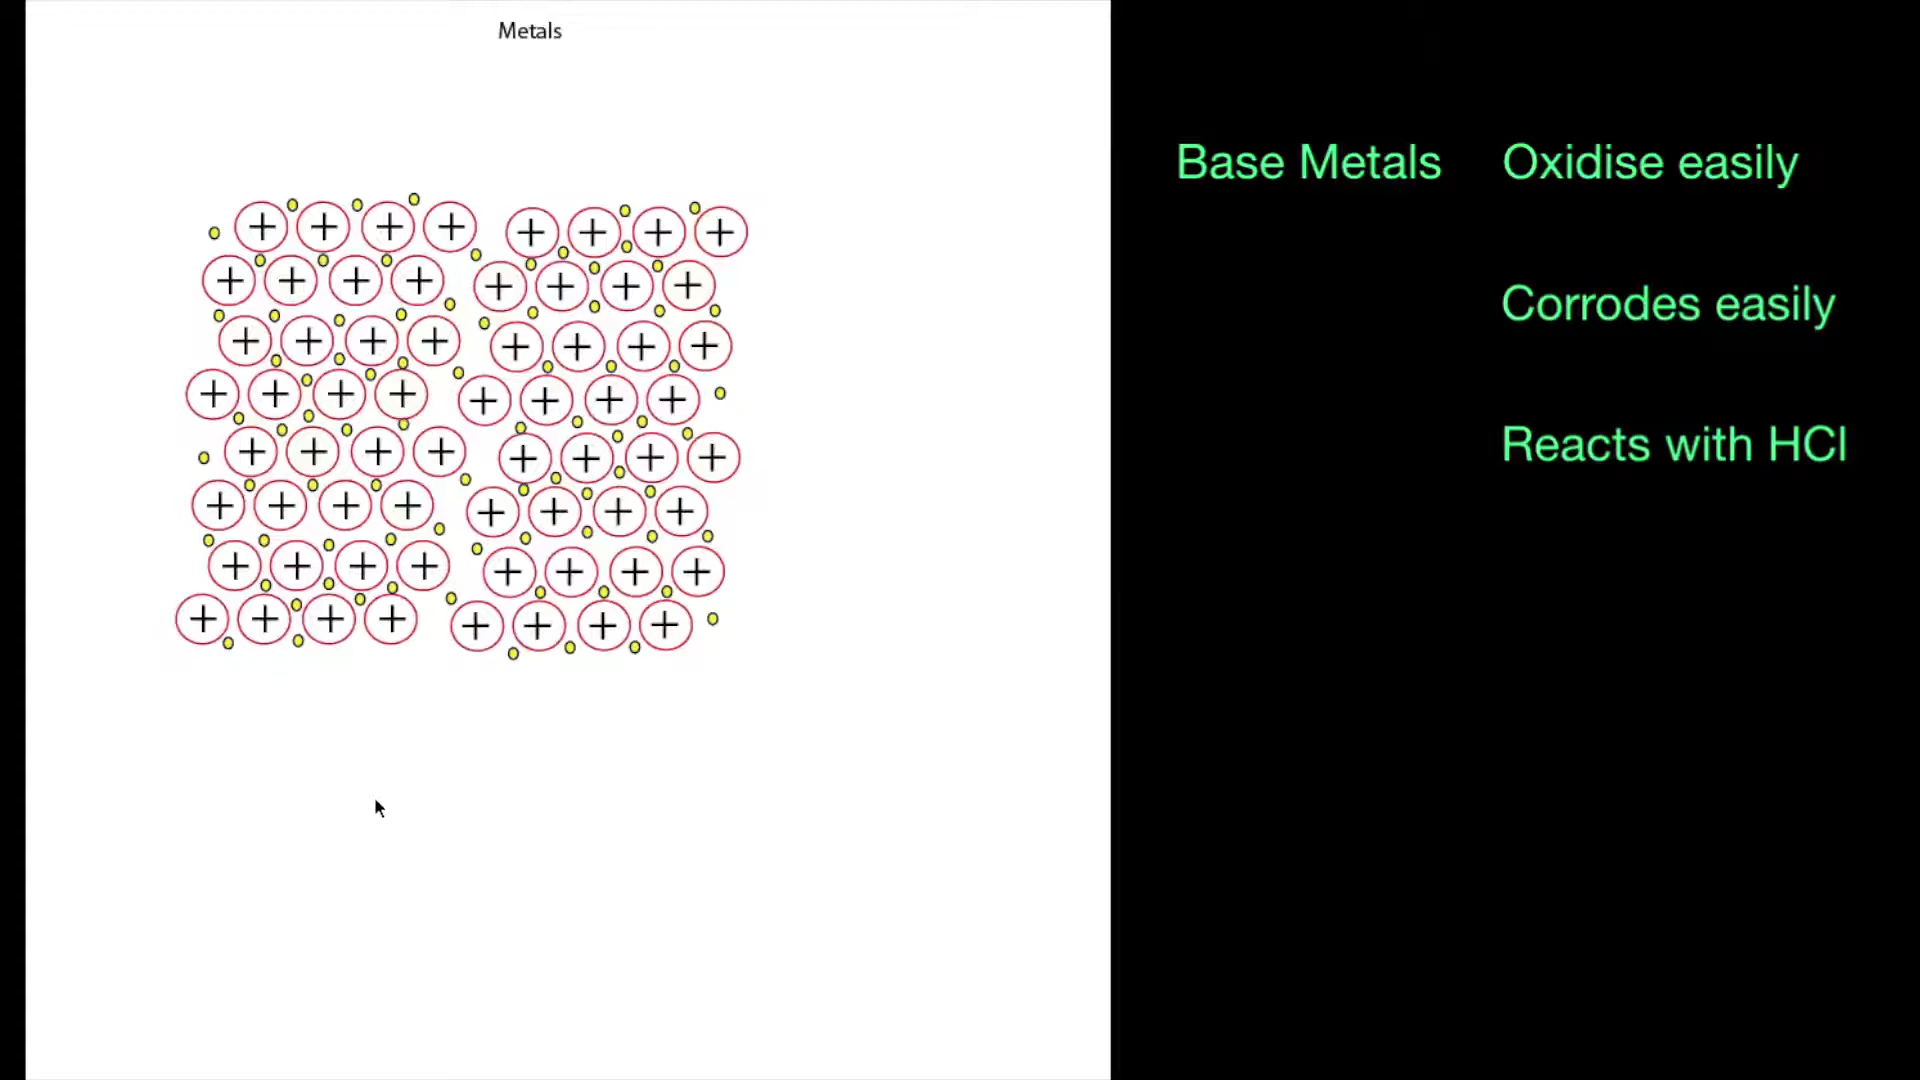 Metals
Base Metals Oxidise easily
Corrodes easily
Reacts with HCl
+ + + + + + + +
+ + + + + + + +
+ + + + + + + +
+ + + + + + + +
+ + + + + + + +
+ + + + + + + +
+ + + + + + + +
+ + + + + + + +